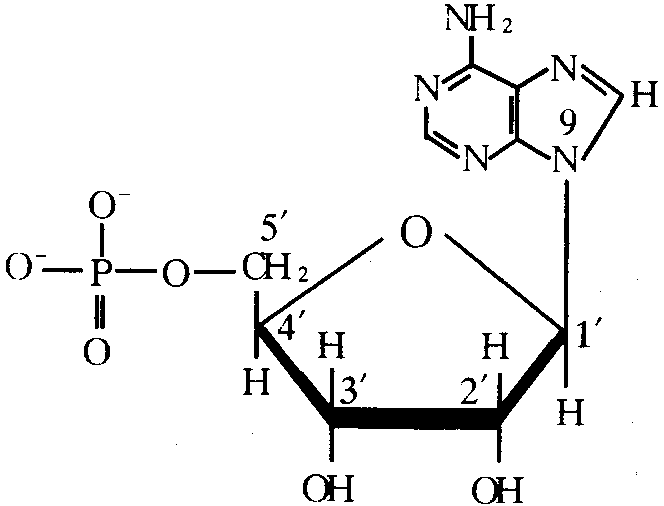 NH₂
N N H
9
N N
O⁻
5′
O⁻ P O CH₂ O
4′ H H 1′
O H 3′ 2′ H
OH OH